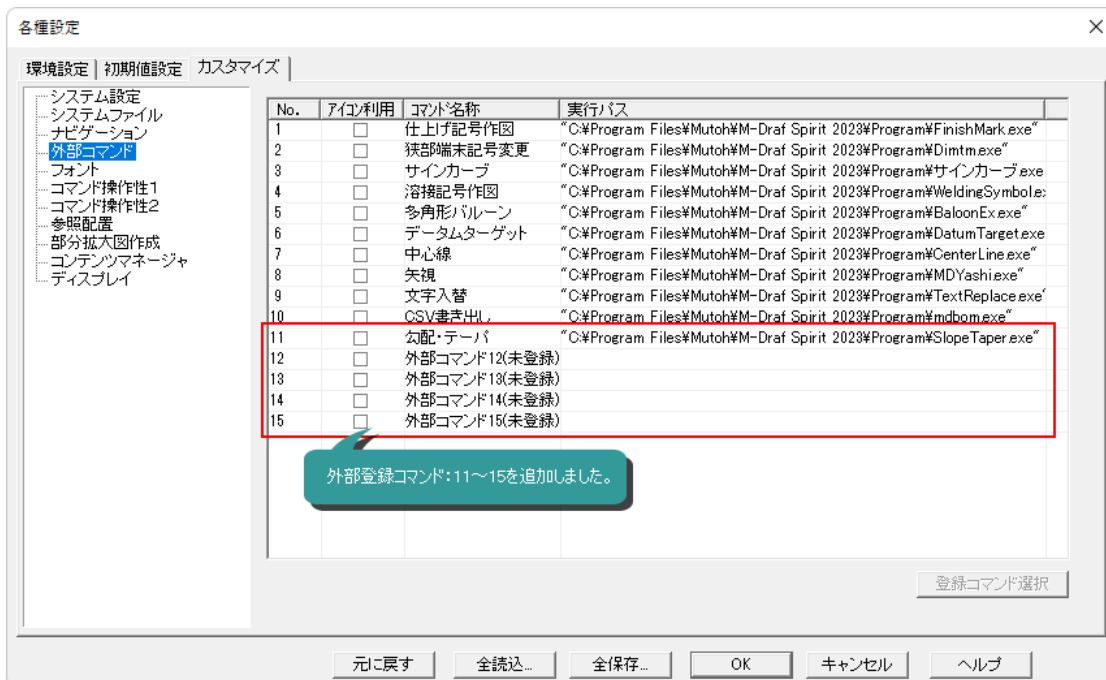 各種設定
環境設定 初期値設定 カスタマイズ
システム設定
システムファイル
ナビゲーション
外部コマンド
フォント
コマンド操作性1
コマンド操作性2
参照配置
部分拡大図作成
コンテンツマネージャ
ディスプレイ
No. アイコン利用 コマンド名称 実行パス
1 仕上げ記号作図 "C:¥Program Files¥Mutoh¥M-Draf Spirit 2023¥Program¥FinishMark.exe"
2 狭部端末記号変更 "C:¥Program Files¥Mutoh¥M-Draf Spirit 2023¥Program¥Dimtm.exe"
3 サインカーブ "C:¥Program Files¥Mutoh¥M-Draf Spirit 2023¥Program¥サインカーブ.exe
4 溶接記号作図 "C:¥Program Files¥Mutoh¥M-Draf Spirit 2023¥Program¥WeldingSymbol.ex
5 多角形バルーン "C:¥Program Files¥Mutoh¥M-Draf Spirit 2023¥Program¥BaloonEx.exe"
6 データムターゲット "C:¥Program Files¥Mutoh¥M-Draf Spirit 2023¥Program¥DatumTarget.exe
7 中心線 "C:¥Program Files¥Mutoh¥M-Draf Spirit 2023¥Program¥CenterLine.exe"
8 矢視 "C:¥Program Files¥Mutoh¥M-Draf Spirit 2023¥Program¥MDYashi.exe"
9 文字入替 "C:¥Program Files¥Mutoh¥M-Draf Spirit 2023¥Program¥TextReplace.exe"
10 CSV書き出し "C:¥Program Files¥Mutoh¥M-Draf Spirit 2023¥Program¥mdbom.exe"
11 勾配・テーパ "C:¥Program Files¥Mutoh¥M-Draf Spirit 2023¥Program¥SlopeTaper.exe"
12 外部コマンド12(未登録)
13 外部コマンド13(未登録)
14 外部コマンド14(未登録)
15 外部コマンド15(未登録)
外部登録コマンド:11～15を追加しました。
登録コマンド選択
元に戻す 全読込... 全保存... OK キャンセル ヘルプ